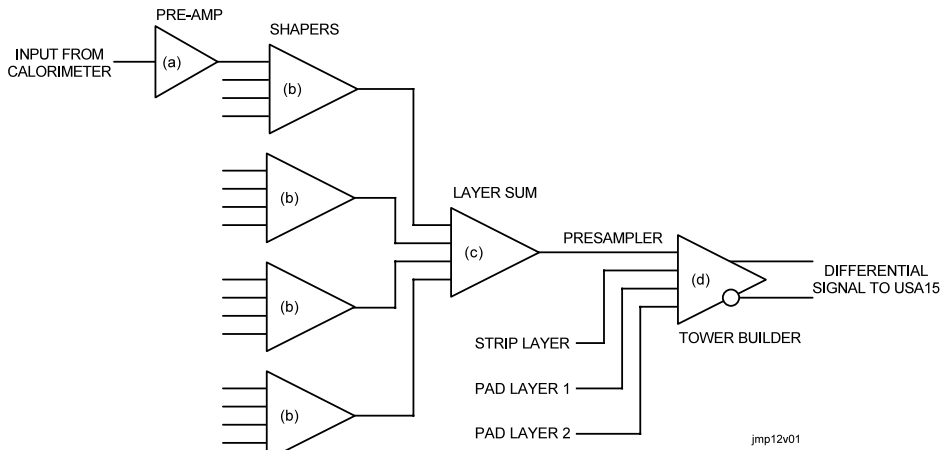 PRE-AMP
SHAPERS
INPUT FROM
CALORIMETER
(a)
(b)
(b)
LAYER SUM
PRESAMPLER
(c)
(d)
DIFFERENTIAL
SIGNAL TO USA15
(b)
STRIP LAYER
TOWER BUILDER
PAD LAYER 1
(b)
PAD LAYER 2
jmp12v01